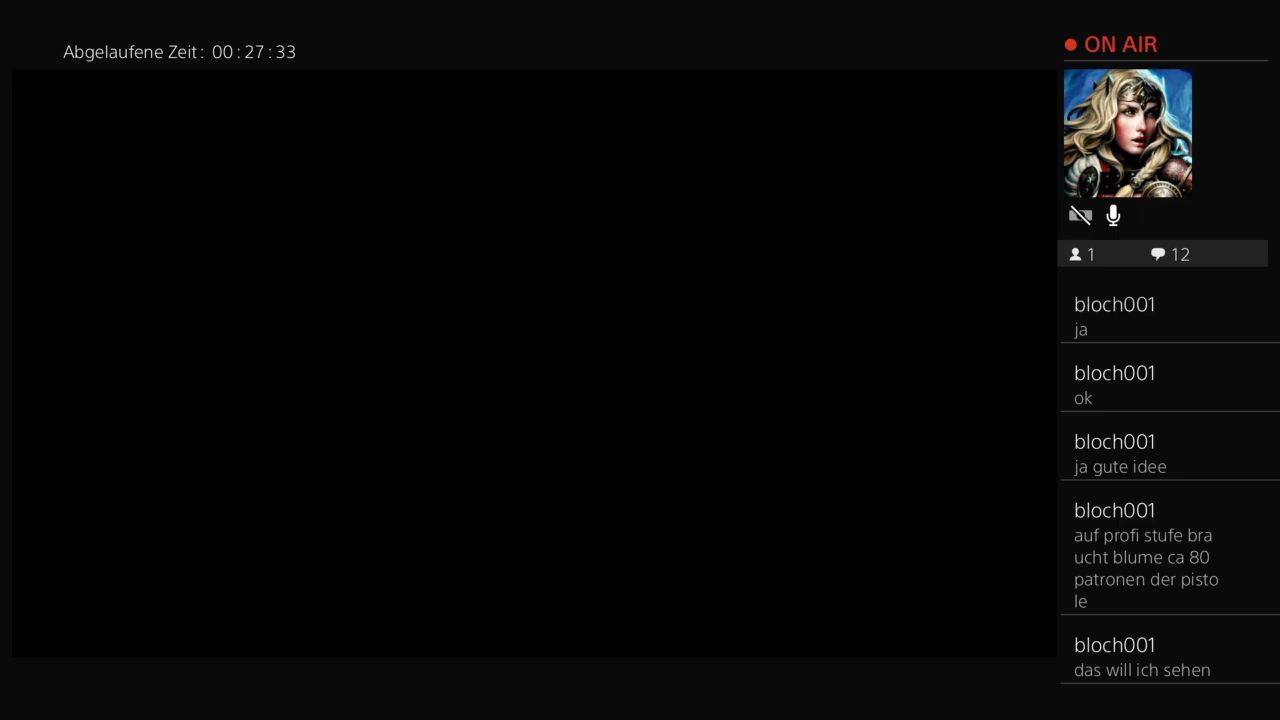 Abgelaufene Zeit: 00:27:33
ON AIR
1 12
bloch001
ja
bloch001
ok
bloch001
ja gute idee
bloch001
auf profi stufe bra
ucht blume ca 80
patronen der pisto
le
bloch001
das will ich sehen